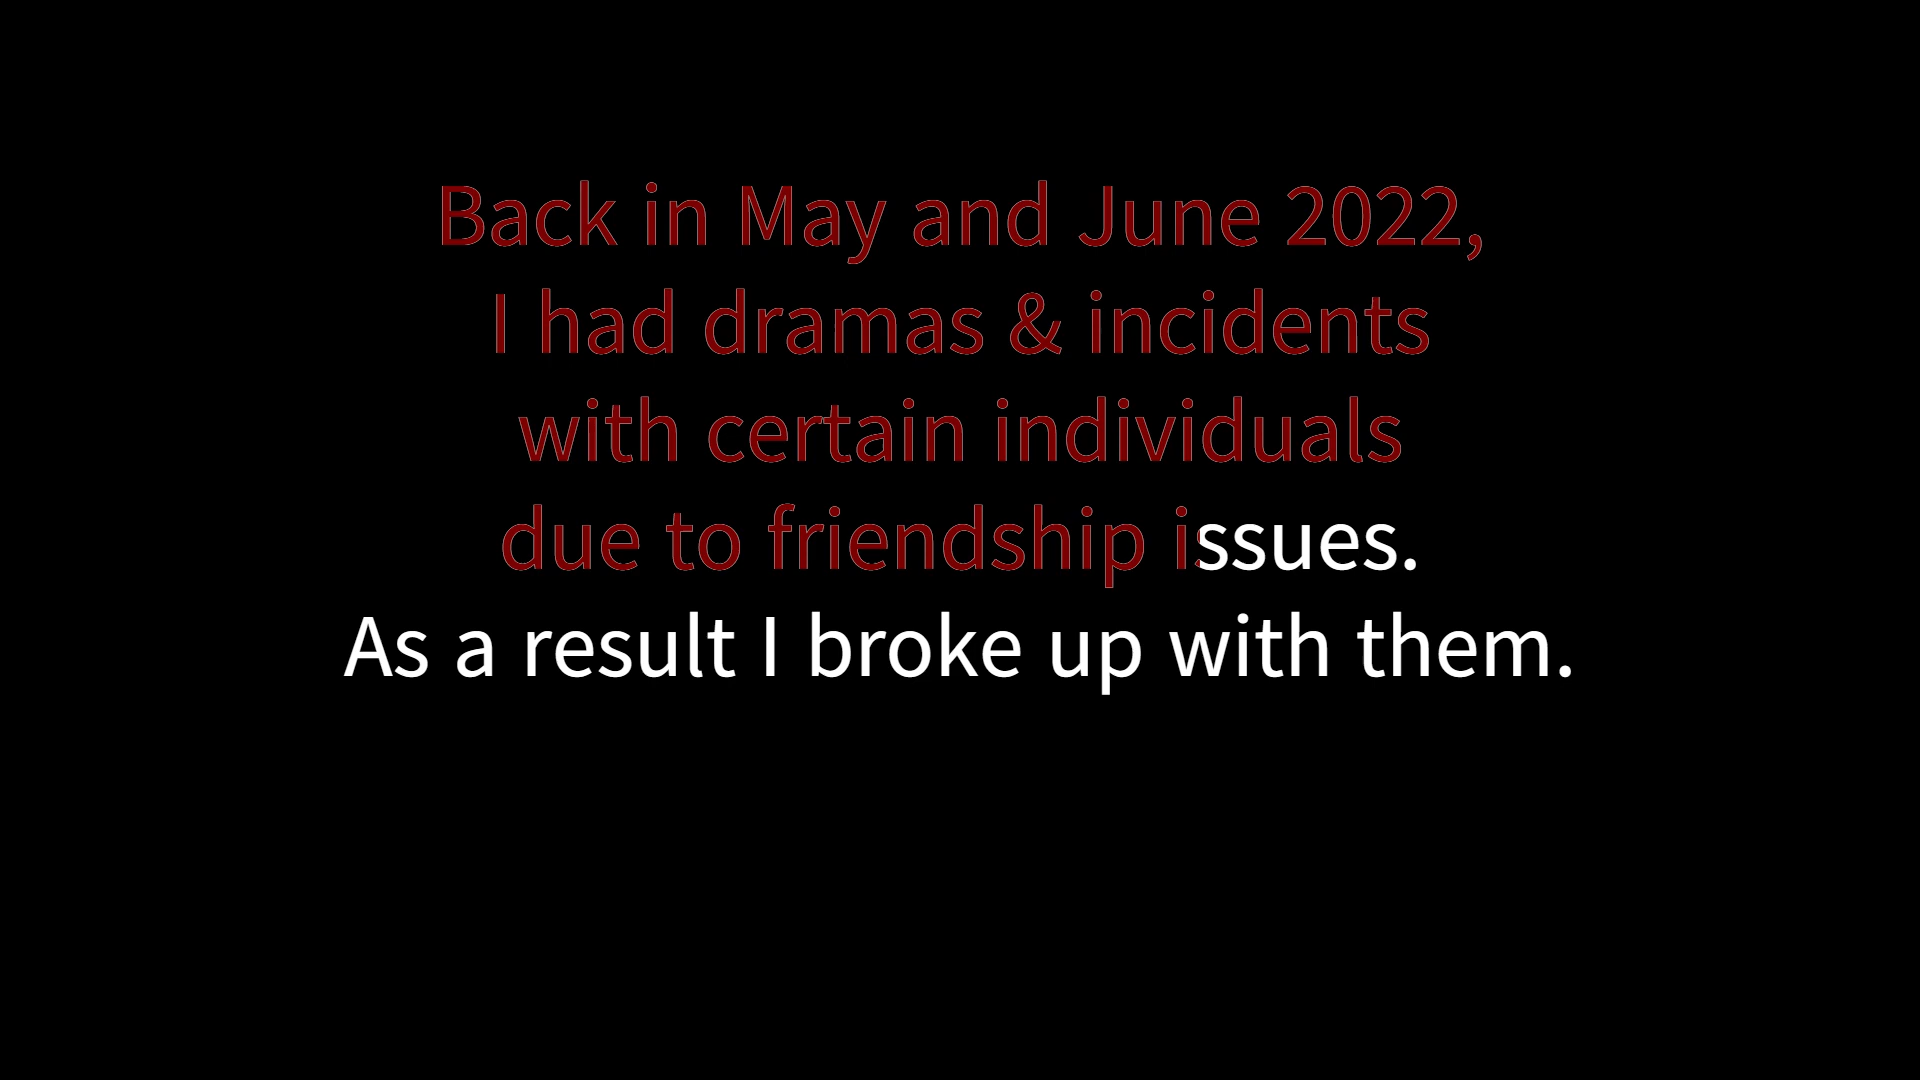 Back in May and June 2022,
I had dramas & incidents
with certain individuals
due to friendship issues.
As a result I broke up with them.